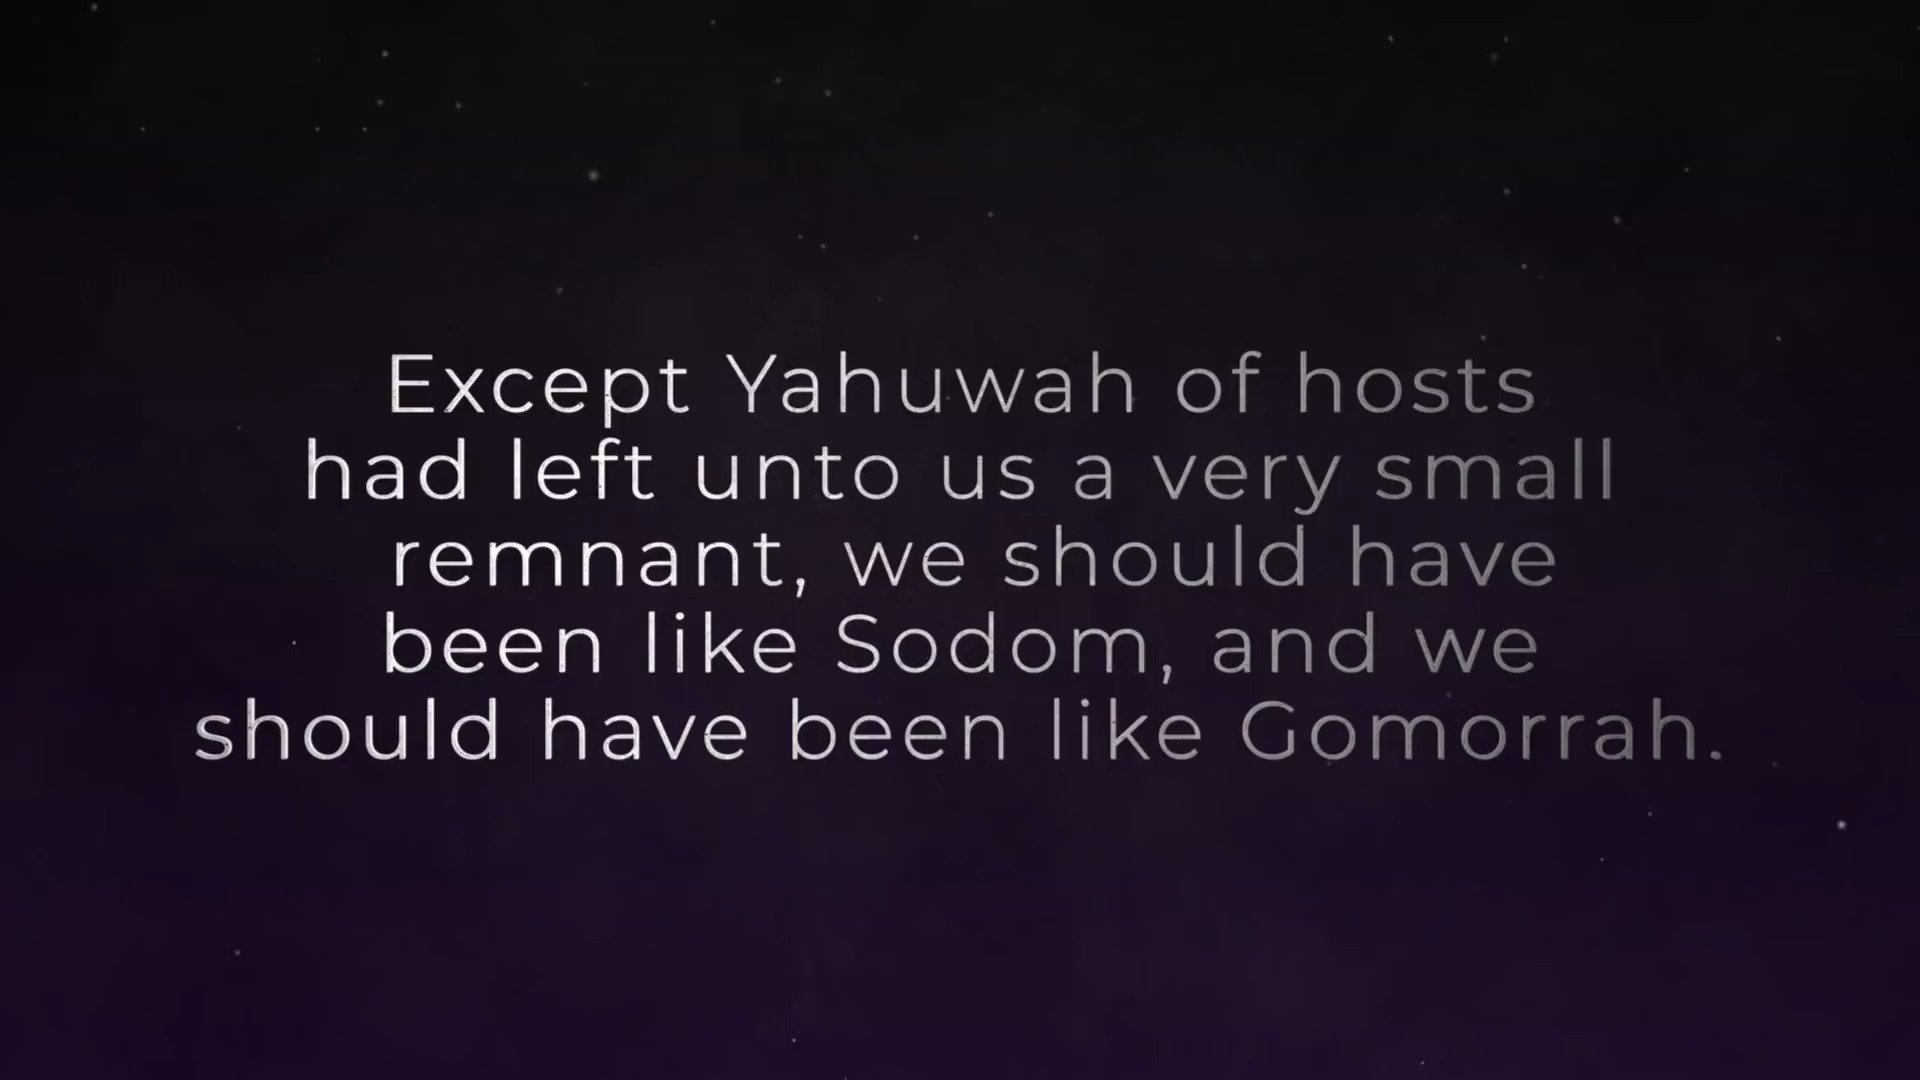 Except Yahuwah of hosts
had left unto us a very small
remnant, we should have
been like Sodom, and we
should have been like Gomorrah.